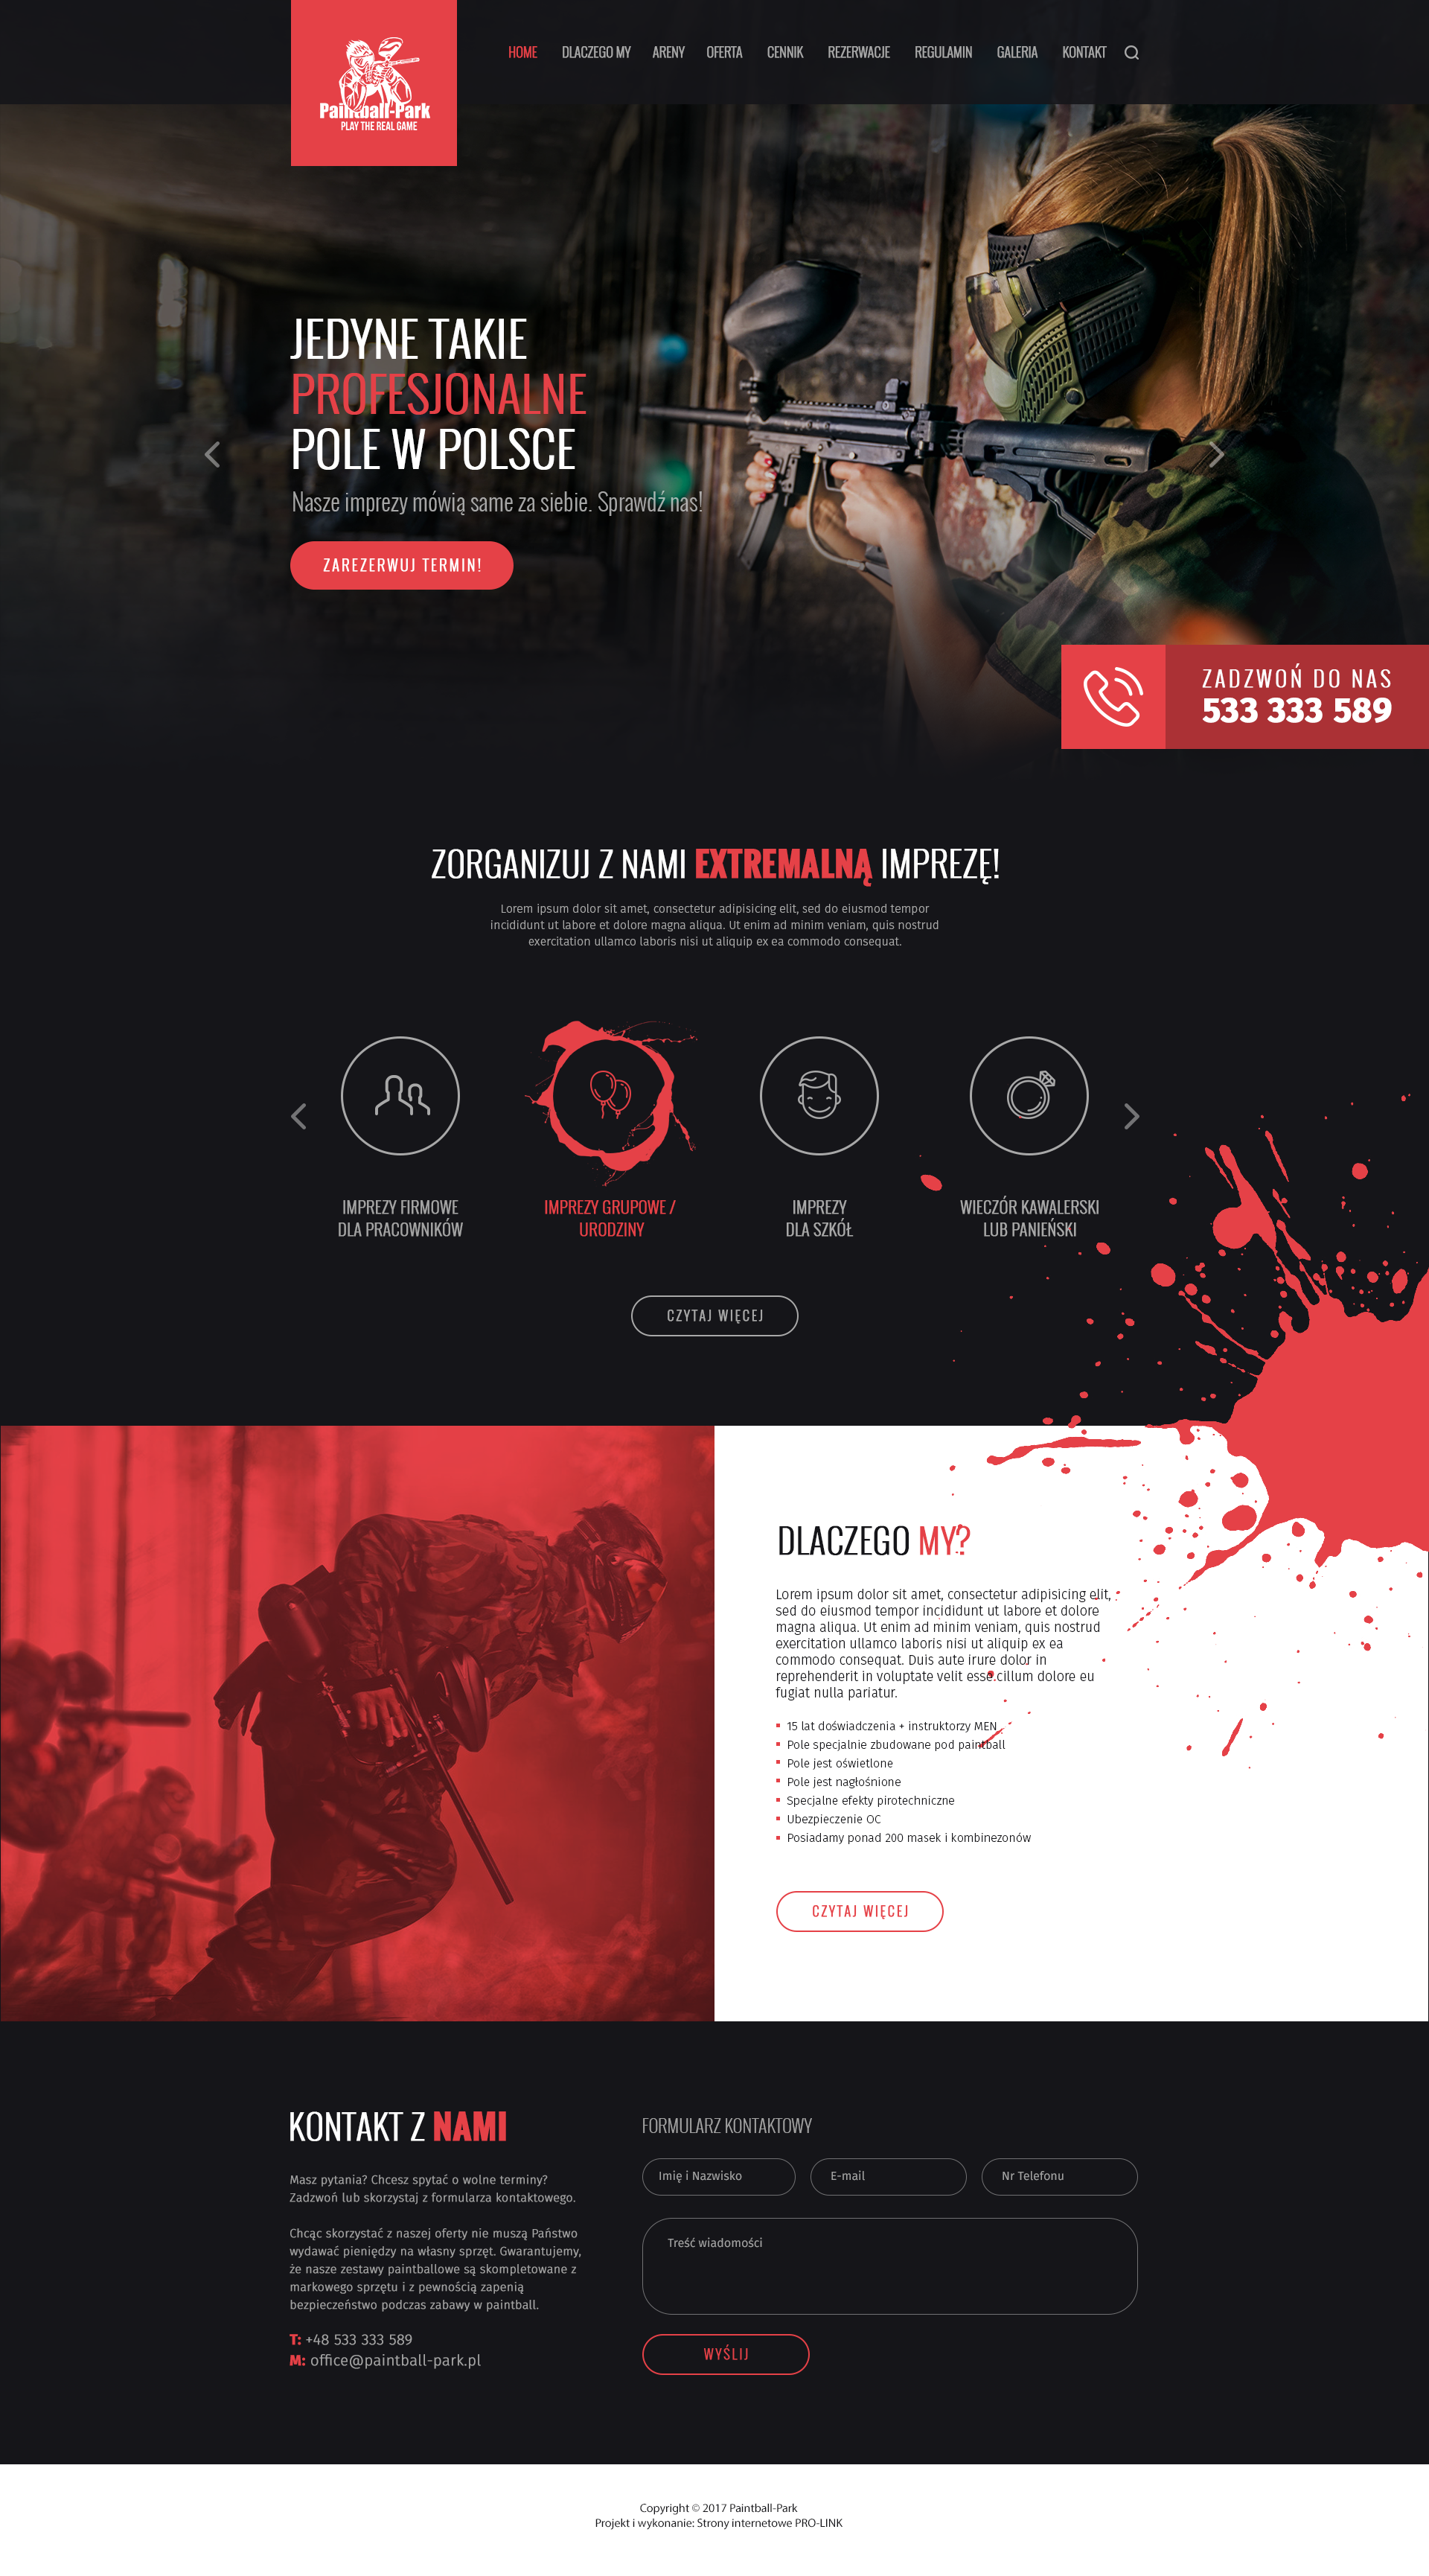 HOME DLACZEGO MY ARENY OFERTA CENNIK REZERWACJE REGULAMIN GALERIA KONTAKT
Paintball-Park
PLAY THE REAL GAME
JEDYNE TAKIE
PROFESJONALNE
POLE W POLSCE
Nasze imprezy mówią same za siebie. Sprawdź nas!
ZAREZERWUJ TERMIN!
ZADZWOŃ DO NAS
533 333 589
ZORGANIZUJ Z NAMI EXTREMALNĄ IMPREZĘ!
Lorem ipsum dolor sit amet, consectetur adipisicing elit, sed do eiusmod tempor
incididunt ut labore et dolore magna aliqua. Ut enim ad minim veniam, quis nostrud
exercitation ullamco laboris nisi ut aliquip ex ea commodo consequat.
IMPREZY FIRMOWE
DLA PRACOWNIKÓW
IMPREZY GRUPOWE /
URODZINY
IMPREZY
DLA SZKÓŁ
WIECZÓR KAWALERSKI
LUB PANIEŃSKI
CZYTAJ WIĘCEJ
DLACZEGO MY?
Lorem ipsum dolor sit amet, consectetur adipisicing elit,
sed do eiusmod tempor incididunt ut labore et dolore
magna aliqua. Ut enim ad minim veniam, quis nostrud
exercitation ullamco laboris nisi ut aliquip ex ea
commodo consequat. Duis aute irure dolor in
reprehenderit in voluptate velit esse cillum dolore eu
fugiat nulla pariatur.
15 lat doświadczenia + instruktorzy MEN
Pole specjalnie zbudowane pod paintball
Pole jest oświetlone
Pole jest nagłośnione
Specjalne efekty pirotechniczne
Ubezpieczenie OC
Posiadamy ponad 200 masek i kombinezonów
CZYTAJ WIĘCEJ
KONTAKT Z NAMI
Masz pytania? Chcesz spytać o wolne terminy?
Zadzwoń lub skorzystaj z formularza kontaktowego.
Chcąc skorzystać z naszej oferty nie muszą Państwo
wydawać pieniędzy na własny sprzęt. Gwarantujemy,
że nasze zestawy paintballowe są skompletowane z
markowego sprzętu i z pewnością zapenią
bezpieczeństwo podczas zabawy w paintball.
T: +48 533 333 589
M: office@paintball-park.pl
FORMULARZ KONTAKTOWY
Imię i Nazwisko
E-mail
Nr Telefonu
Treść wiadomości
WYŚLIJ
Copyright © 2017 Paintball-Park
Projekt i wykonanie: Strony internetowe PRO-LINK